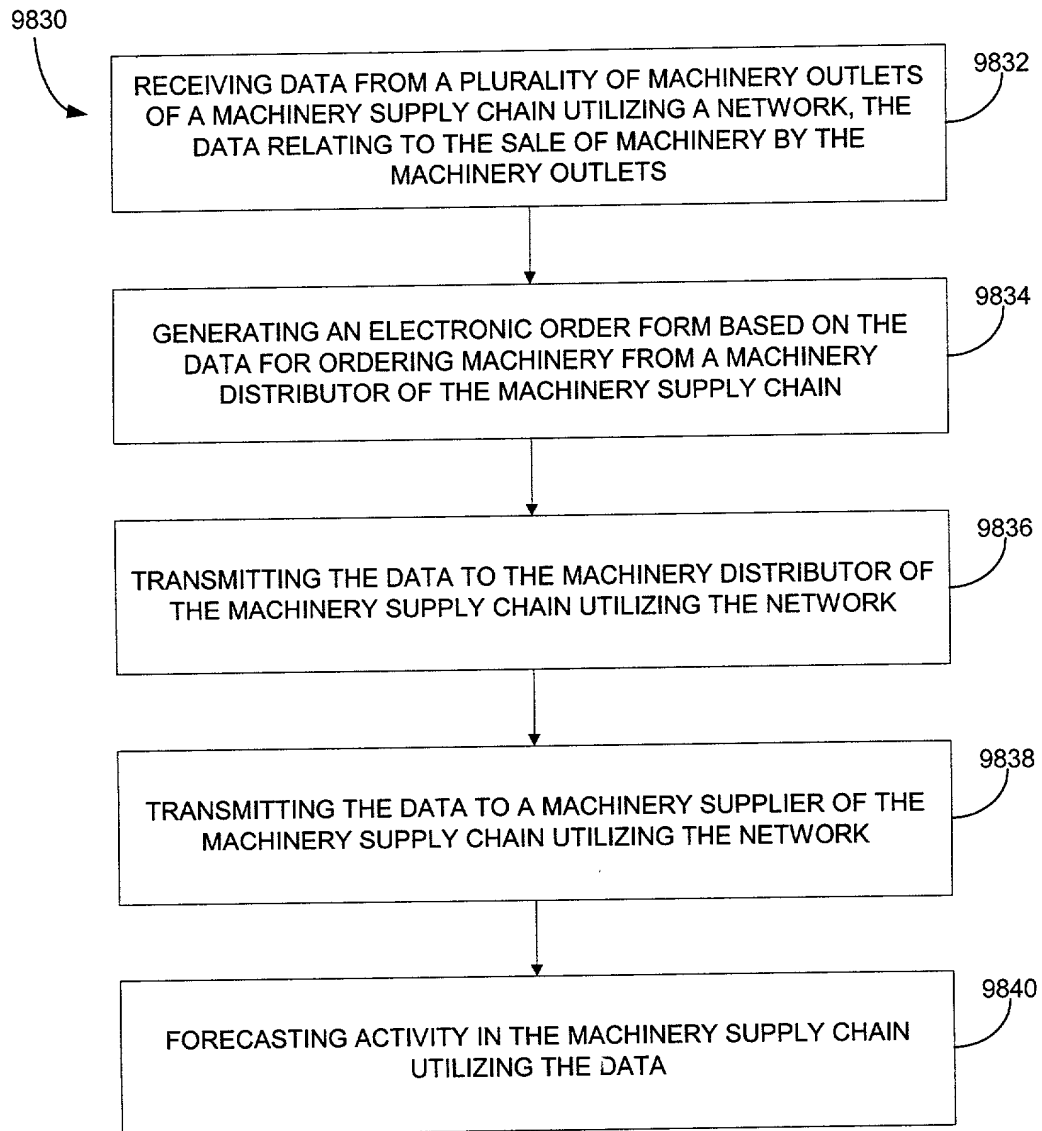 9830
RECEIVING DATA FROM A PLURALITY OF MACHINERY OUTLETS
OF A MACHINERY SUPPLY CHAIN UTILIZING A NETWORK, THE
DATA RELATING TO THE SALE OF MACHINERY BY THE
MACHINERY OUTLETS
9832
GENERATING AN ELECTRONIC ORDER FORM BASED ON THE
DATA FOR ORDERING MACHINERY FROM A MACHINERY
DISTRIBUTOR OF THE MACHINERY SUPPLY CHAIN
9834
TRANSMITTING THE DATA TO THE MACHINERY DISTRIBUTOR OF
THE MACHINERY SUPPLY CHAIN UTILIZING THE NETWORK
9836
TRANSMITTING THE DATA TO A MACHINERY SUPPLIER OF THE
MACHINERY SUPPLY CHAIN UTILIZING THE NETWORK
9838
FORECASTING ACTIVITY IN THE MACHINERY SUPPLY CHAIN
UTILIZING THE DATA
9840